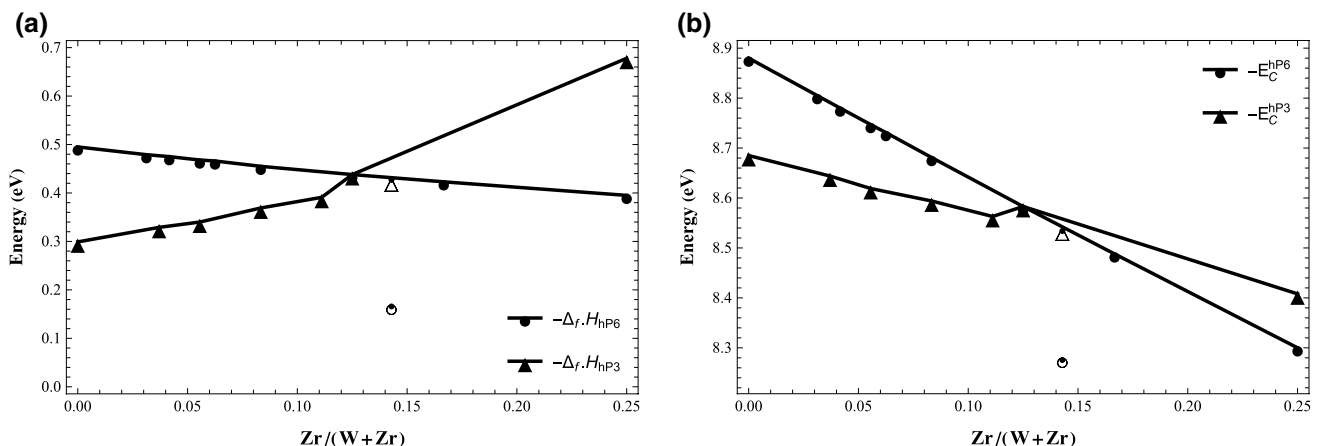 (a)
0.7
0.6
0.5
0.4
0.3
0.2
0.1
0.0
Energy (eV)
−Δf.HhP6
−Δf.HhP3
0.00 0.05 0.10 0.15 0.20 0.25
Zr/(W+Zr)
(b)
8.9
8.8
8.7
8.6
8.5
8.4
8.3
Energy (eV)
−EChP6
−EChP3
0.00 0.05 0.10 0.15 0.20 0.25
Zr/(W+Zr)